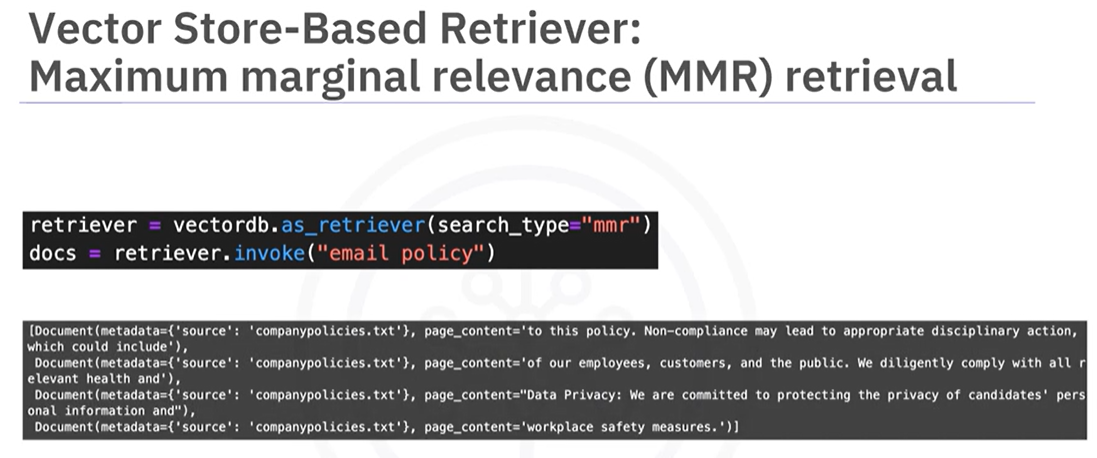 Vector Store-Based Retriever:
Maximum marginal relevance (MMR) retrieval
retriever = vectordb.as_retriever(search_type="mmr")
docs = retriever.invoke("email policy")
[Document(metadata={'source': 'companypolicies.txt'}, page_content='to this policy. Non-compliance may lead to appropriate disciplinary action,
which could include'),
Document(metadata={'source': 'companypolicies.txt'}, page_content='of our employees, customers, and the public. We diligently comply with all r
elevant health and'),
Document(metadata={'source': 'companypolicies.txt'}, page_content="Data Privacy: We are committed to protecting the privacy of candidates' pers
onal information and"),
Document(metadata={'source': 'companypolicies.txt'}, page_content='workplace safety measures.')]